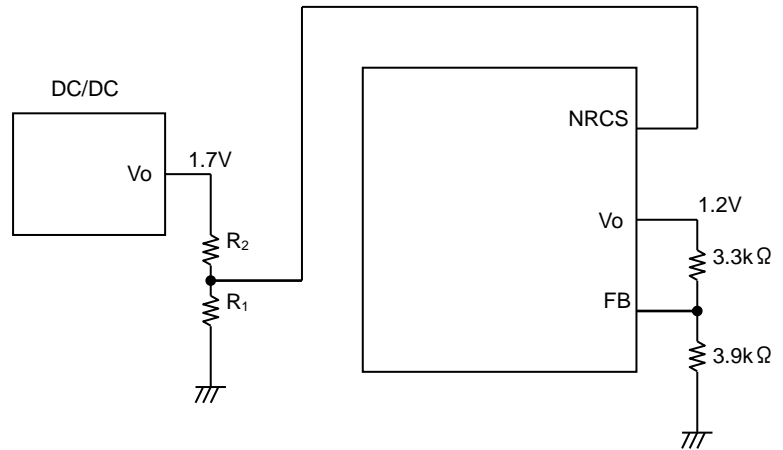 DC/DC
NRCS
Vo
1.7V
1.2V
Vo
R₂
3.3kΩ
R₁
FB
3.9kΩ